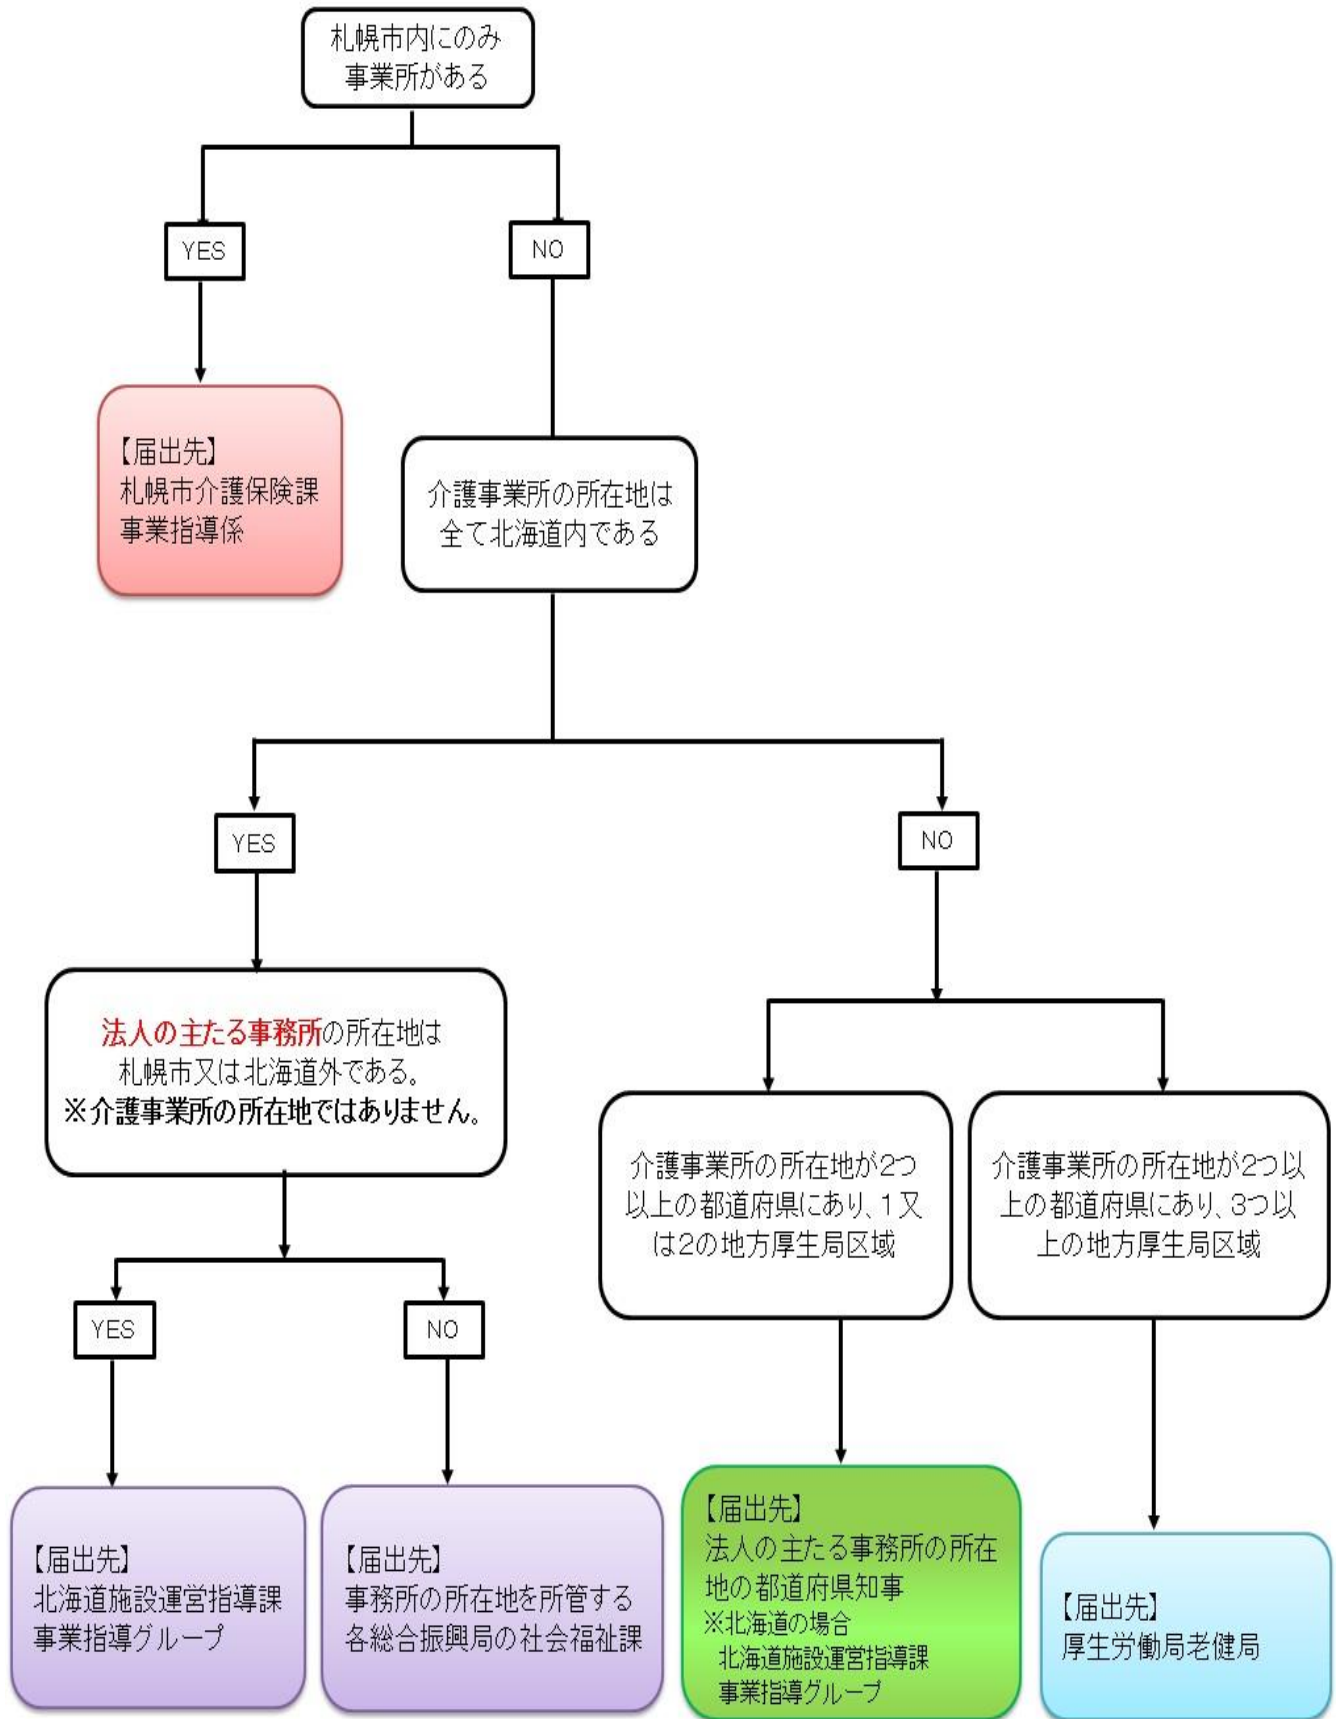 札幌市内にのみ
事業所がある
YES
NO
【届出先】
札幌市介護保険課
事業指導係
介護事業所の所在地は
全て北海道内である
YES
NO
法人の主たる事務所の所在地は
札幌市又は北海道外である。
※介護事業所の所在地ではありません。
介護事業所の所在地が2つ
以上の都道府県にあり、1又
は2の地方厚生局区域
介護事業所の所在地が2つ以
上の都道府県にあり、3つ以
上の地方厚生局区域
YES
NO
【届出先】
北海道施設運営指導課
事業指導グループ
【届出先】
事務所の所在地を所管する
各総合振興局の社会福祉課
【届出先】
法人の主たる事務所の所在
地の都道府県知事
※北海道の場合
北海道施設運営指導課
事業指導グループ
【届出先】
厚生労働局老健局